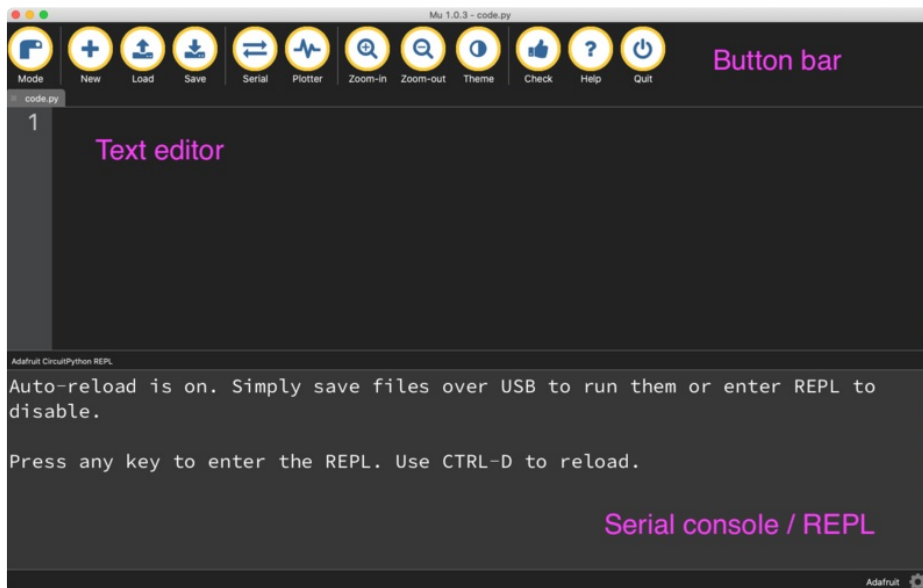 Mu 1.0.3 - code.py
Mode New Load Save Serial Plotter Zoom-in Zoom-out Theme Check Help Quit
Button bar
code.py
1
Text editor
Adafruit CircuitPython REPL
Auto-reload is on. Simply save files over USB to run them or enter REPL to
disable.
Press any key to enter the REPL. Use CTRL-D to reload.
Serial console / REPL
Adafruit